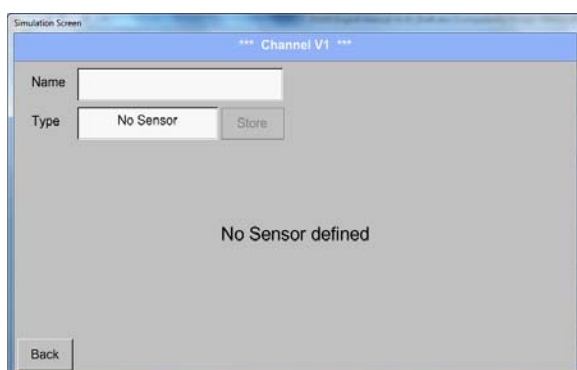 Simulation Screen
*** Channel V1 ***
Name
Type No Sensor Store
No Sensor defined
Back